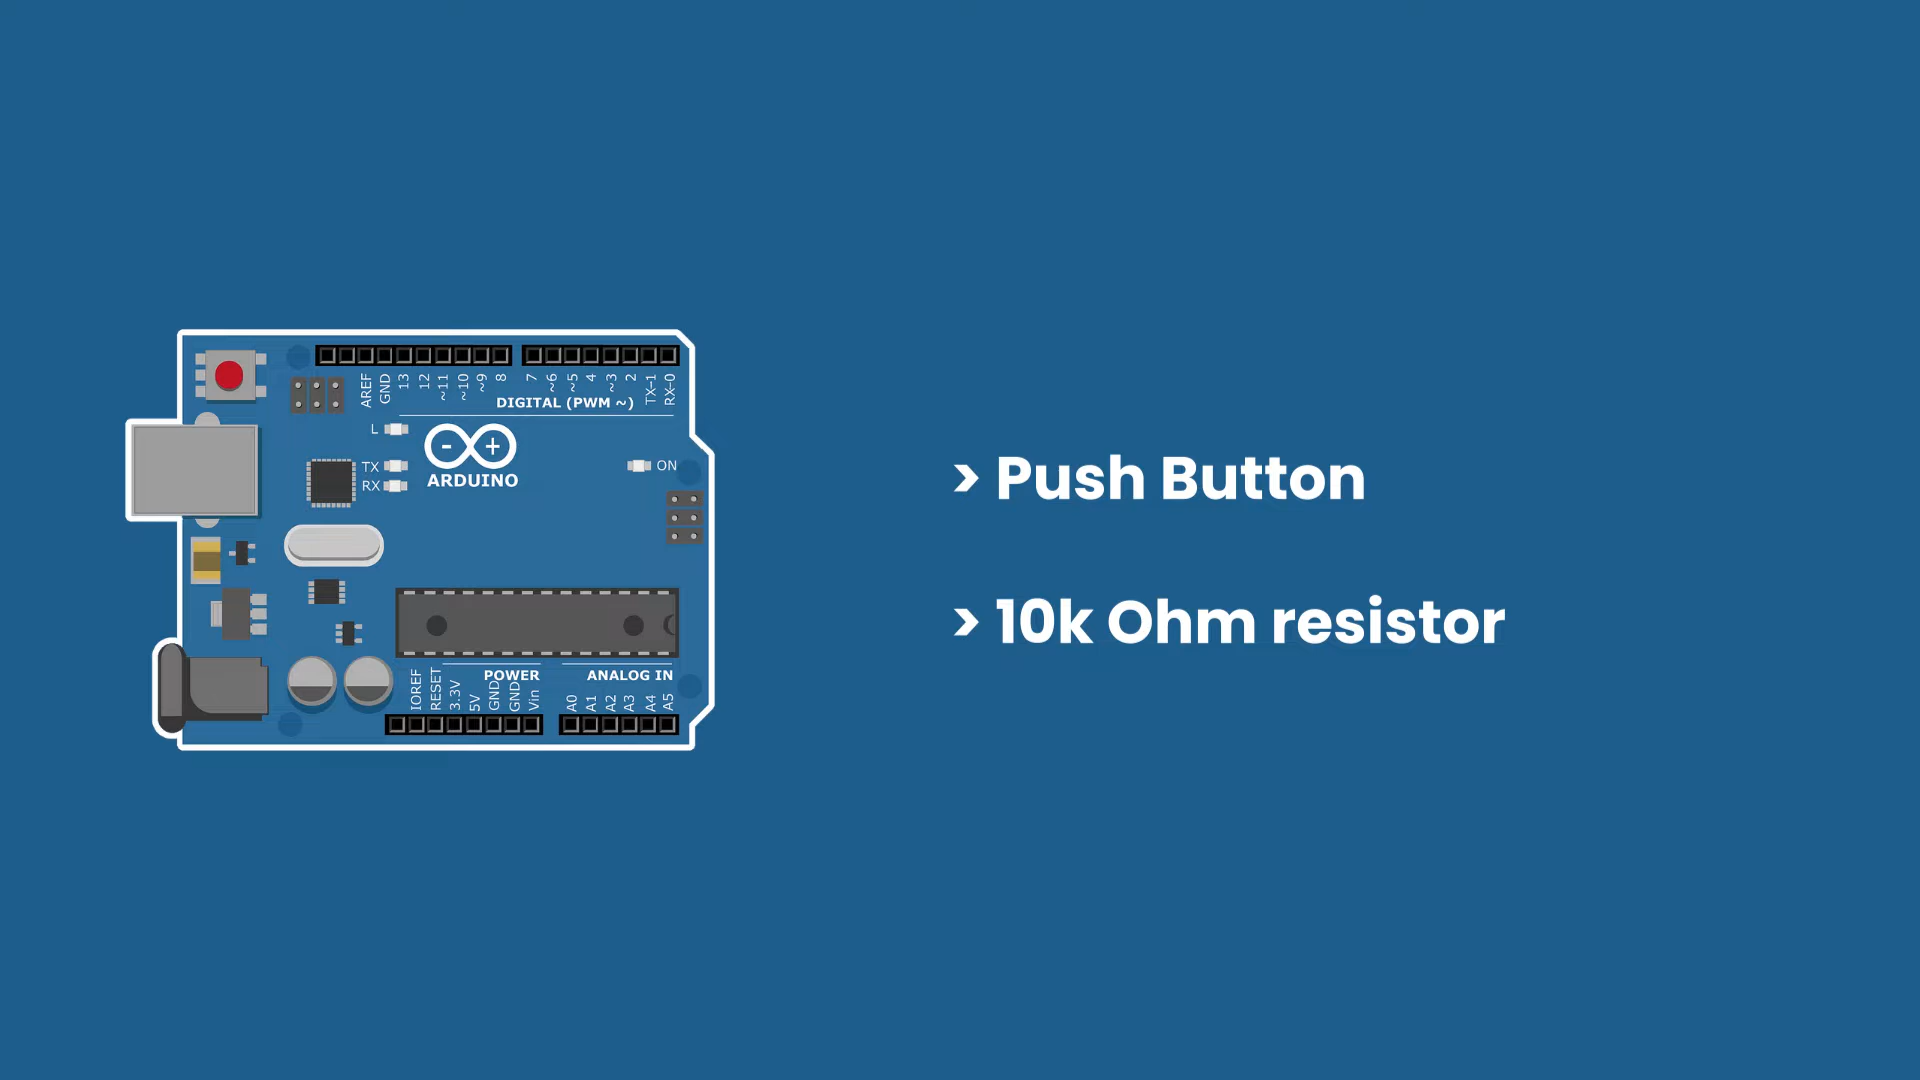 AREF
GND
13
12
~11
~10
~9
8
7
~6
~5
4
~3
2
TX-1
RX-0
DIGITAL (PWM ~)
L
TX
RX
- +
ARDUINO
ON
> Push Button
> 10k Ohm resistor
POWER
ANALOG IN
IOREF
RESET
3.3V
5V
GND
GND
Vin
A0
A1
A2
A3
A4
A5